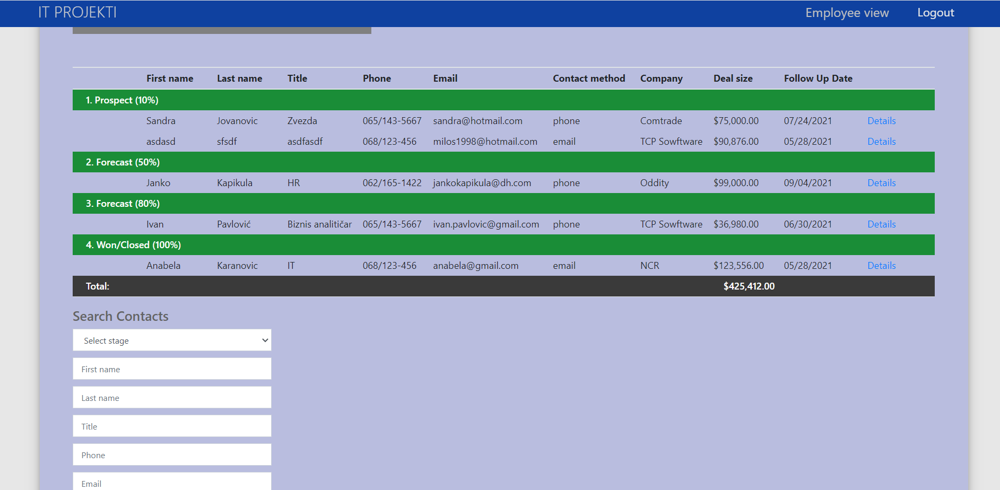 IT PROJEKTI Employee view Logout
First name Last name Title Phone Email Contact method Company Deal size Follow Up Date
1. Prospect (10%)
Sandra Jovanovic Zvezda 065/143-5667 sandra@hotmail.com phone Comtrade $75,000.00 07/24/2021 Details
asdasd sfsdf asdfasdf 068/123-456 milos1998@hotmail.com email TCP Sowftware $90,876.00 05/28/2021 Details
2. Forecast (50%)
Janko Kapikula HR 062/165-1422 jankokapikula@dh.com phone Oddity $99,000.00 09/04/2021 Details
3. Forecast (80%)
Ivan Pavlović Biznis analitičar 065/143-5667 ivan.pavlovic@gmail.com phone TCP Sowftware $36,980.00 06/30/2021 Details
4. Won/Closed (100%)
Anabela Karanovic IT 068/123-456 anabela@gmail.com email NCR $123,556.00 05/28/2021 Details
Total: $425,412.00
Search Contacts
Select stage
First name
Last name
Title
Phone
Email